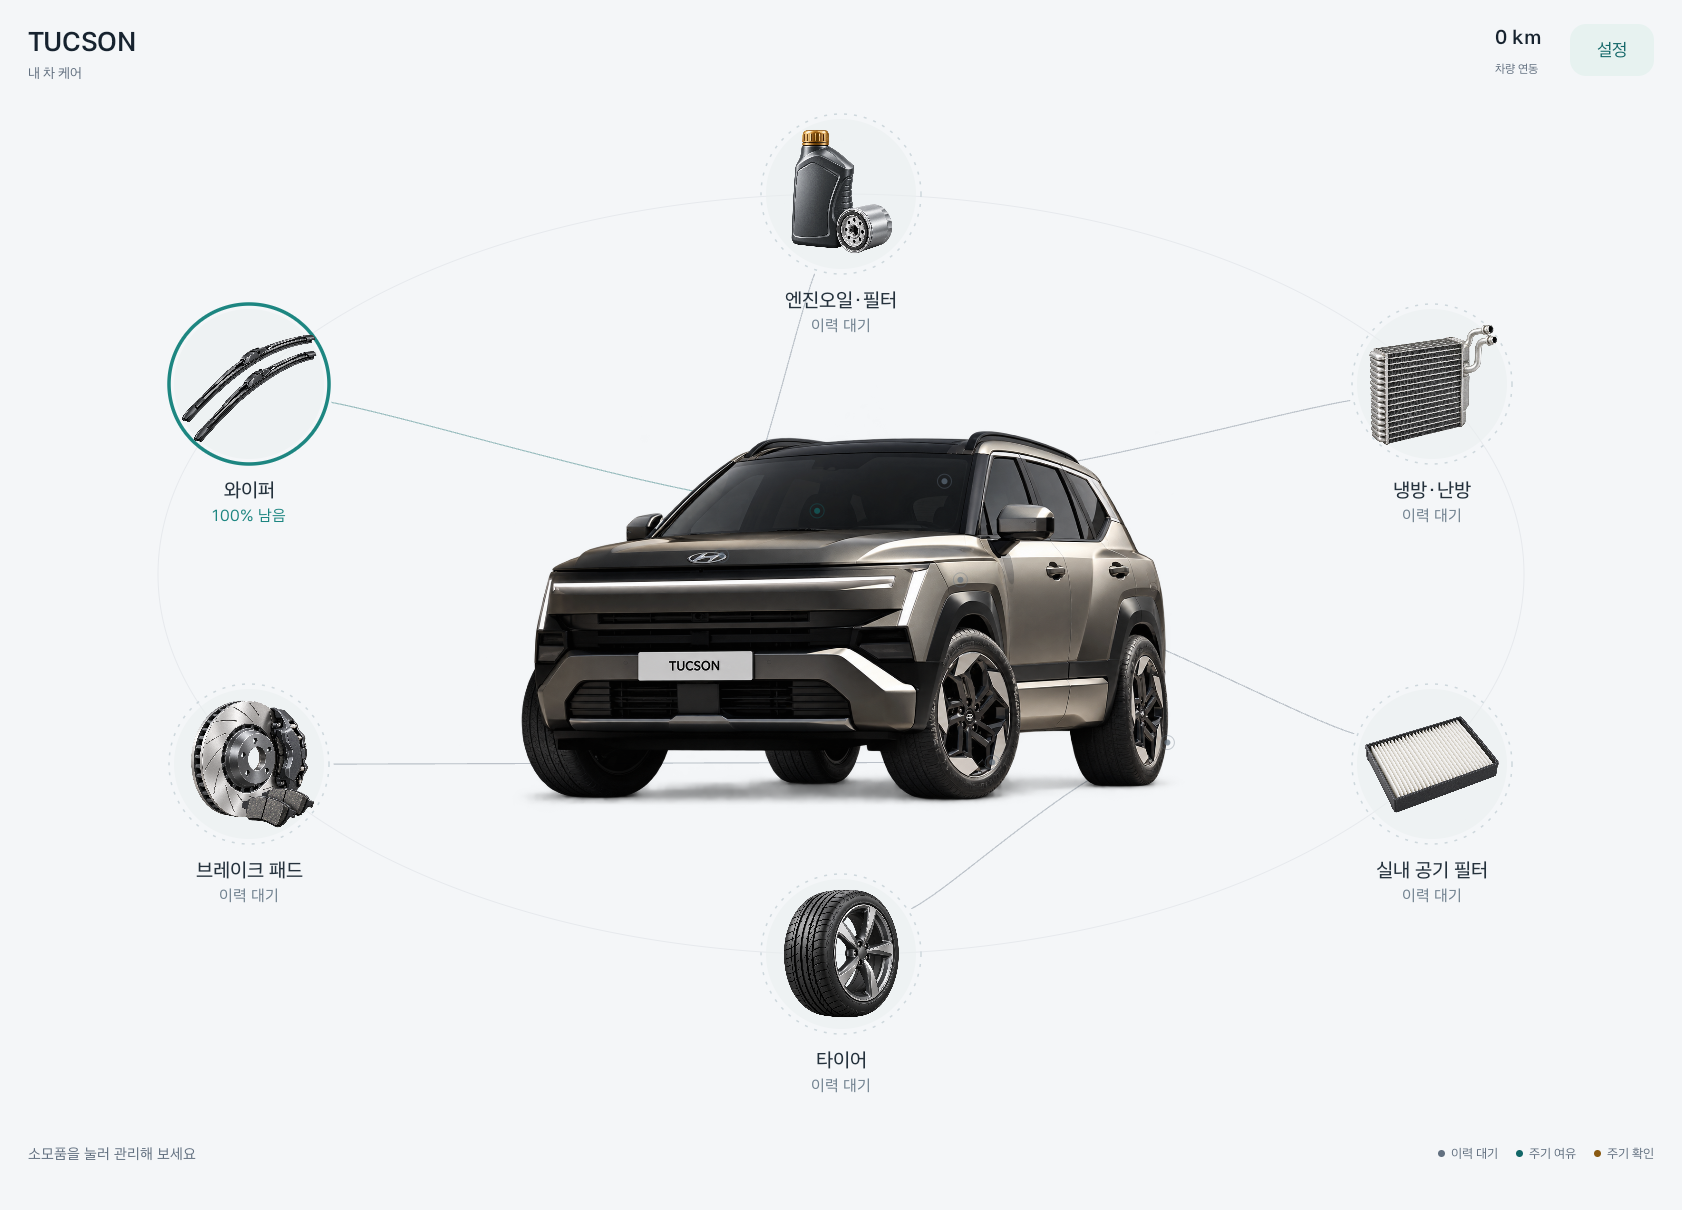 TUCSON
내 차 케어
0 km
차량 연동
설정
엔진오일·필터
이력 대기
와이퍼
100% 남음
냉방·난방
이력 대기
TUCSON
브레이크 패드
이력 대기
실내 공기 필터
이력 대기
타이어
이력 대기
소모품을 눌러 관리해 보세요
이력 대기
주기 여유
주기 확인